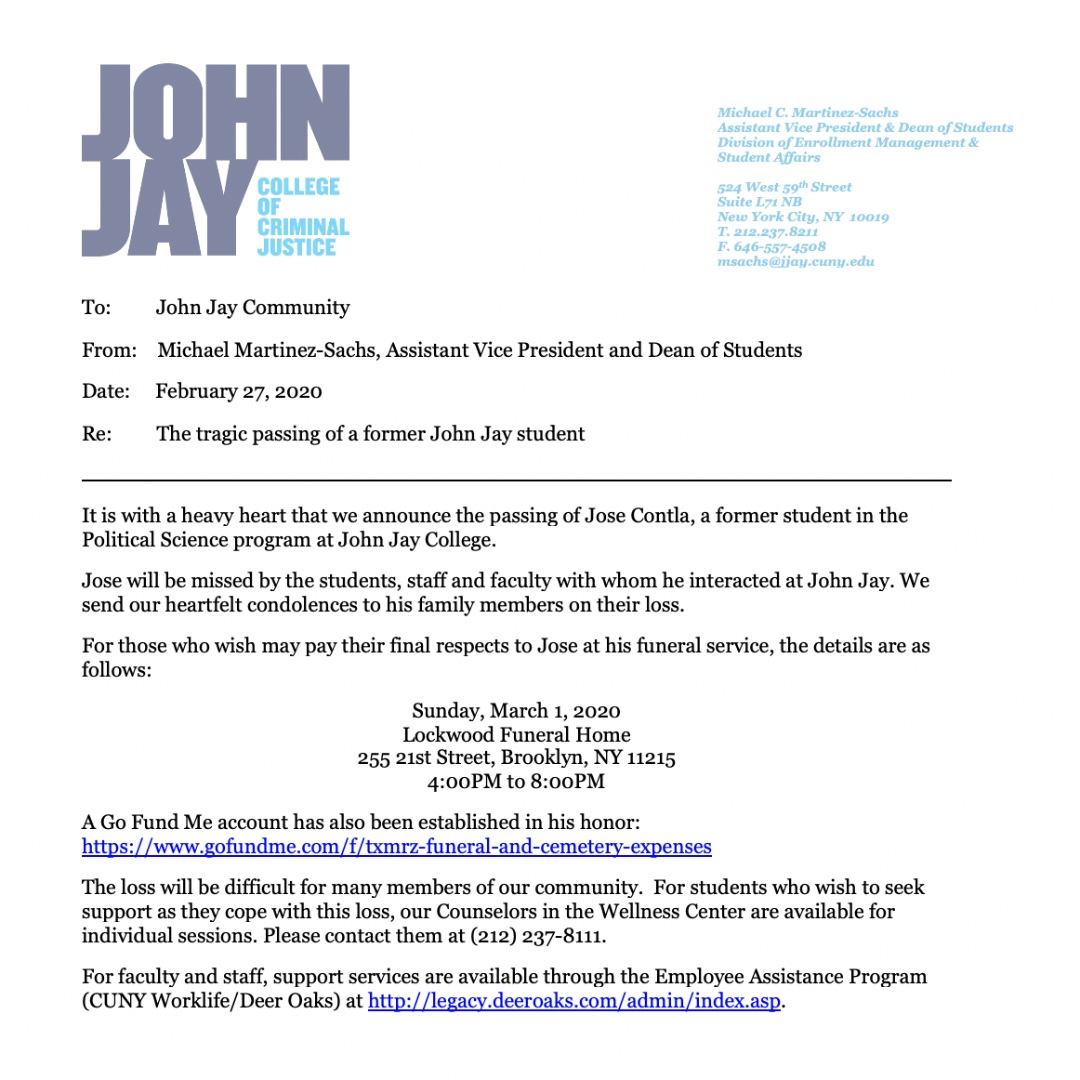 JOHN
JAY
COLLEGE
OF
CRIMINAL
JUSTICE
Michael C. Martinez-Sachs
Assistant Vice President & Dean of Students
Division of Enrollment Management &
Student Affairs
524 West 59th Street
Suite L71 NB
New York City, NY 10019
T. 212.237.8211
F. 646-557-4508
msachs@jjay.cuny.edu
To: John Jay Community
From: Michael Martinez-Sachs, Assistant Vice President and Dean of Students
Date: February 27, 2020
Re: The tragic passing of a former John Jay student
It is with a heavy heart that we announce the passing of Jose Contla, a former student in the
Political Science program at John Jay College.
Jose will be missed by the students, staff and faculty with whom he interacted at John Jay. We
send our heartfelt condolences to his family members on their loss.
For those who wish may pay their final respects to Jose at his funeral service, the details are as
follows:
Sunday, March 1, 2020
Lockwood Funeral Home
255 21st Street, Brooklyn, NY 11215
4:00PM to 8:00PM
A Go Fund Me account has also been established in his honor:
https://www.gofundme.com/f/txmrz-funeral-and-cemetery-expenses
The loss will be difficult for many members of our community.  For students who wish to seek
support as they cope with this loss, our Counselors in the Wellness Center are available for
individual sessions. Please contact them at (212) 237-8111.
For faculty and staff, support services are available through the Employee Assistance Program
(CUNY Worklife/Deer Oaks) at http://legacy.deeroaks.com/admin/index.asp.